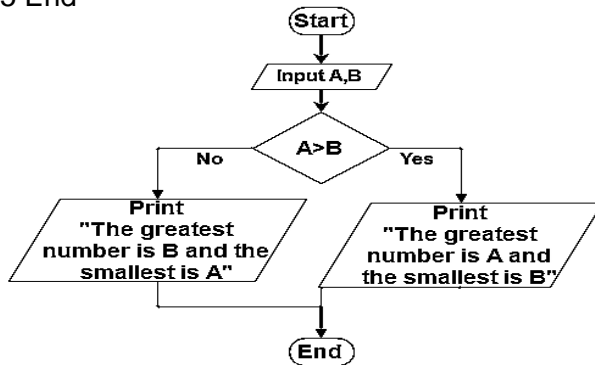 End
Start
Input A,B
A>B
No
Yes
Print
"The greatest
number is B and the
smallest is A"
Print
"The greatest
number is A and
the smallest is B"
End